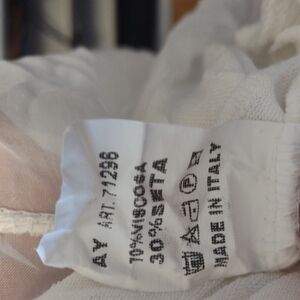 AY ART. 71296
70% VISCOSA
30% SETA
P
MADE IN ITALY